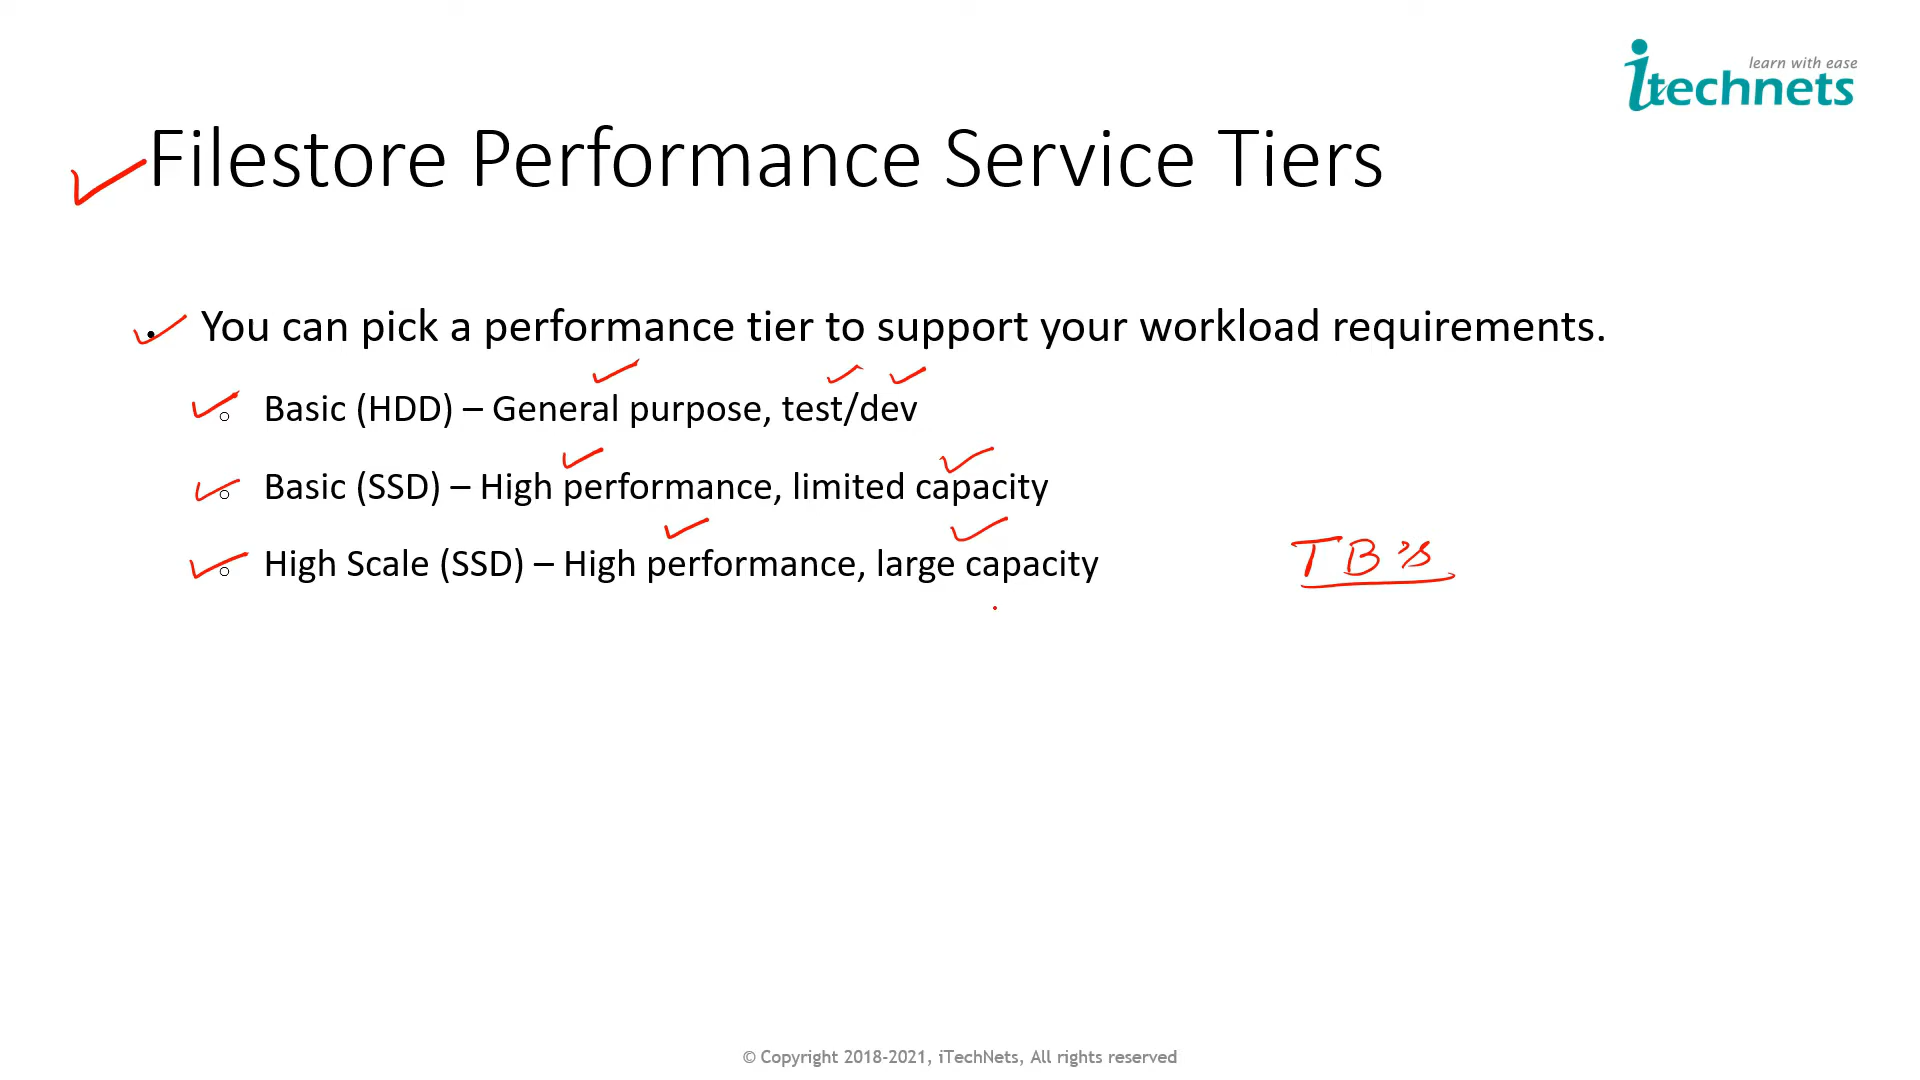 learn with ease
itechnets
Filestore Performance Service Tiers
You can pick a performance tier to support your workload requirements.
Basic (HDD) – General purpose, test/dev
Basic (SSD) – High performance, limited capacity
High Scale (SSD) – High performance, large capacity
TB's
© Copyright 2018-2021, iTechNets, All rights reserved